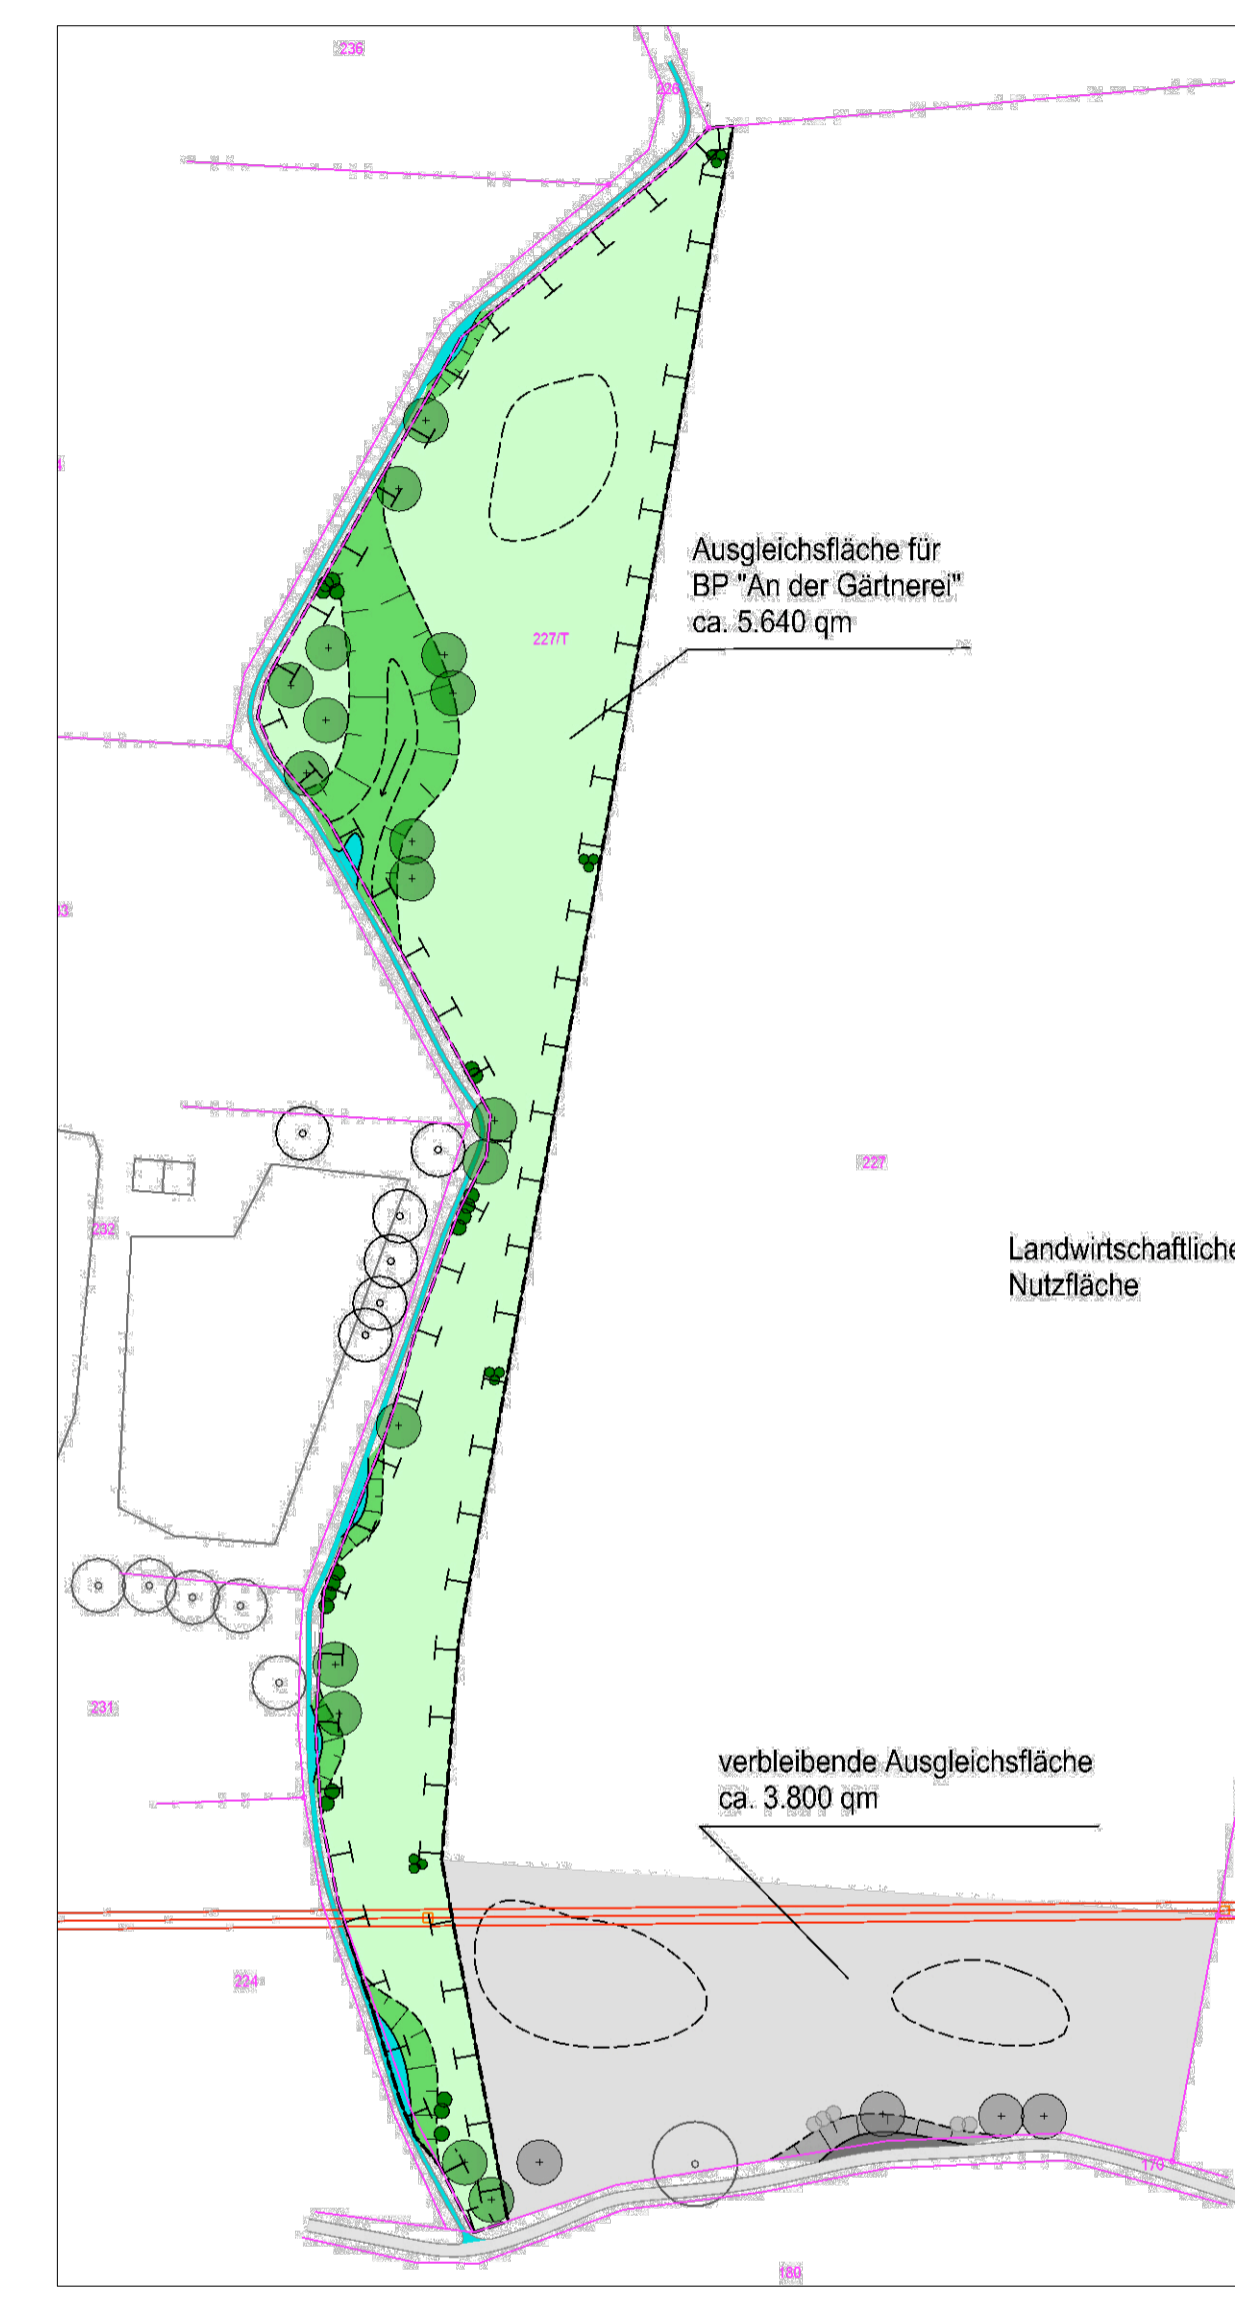 236
226
Ausgleichsfläche für
BP "An der Gärtnerei"
ca. 5.640 qm
227/T
227
232
Landwirtschaftliche
Nutzfläche
231
verbleibende Ausgleichsfläche
ca. 3.800 qm
224
176
180